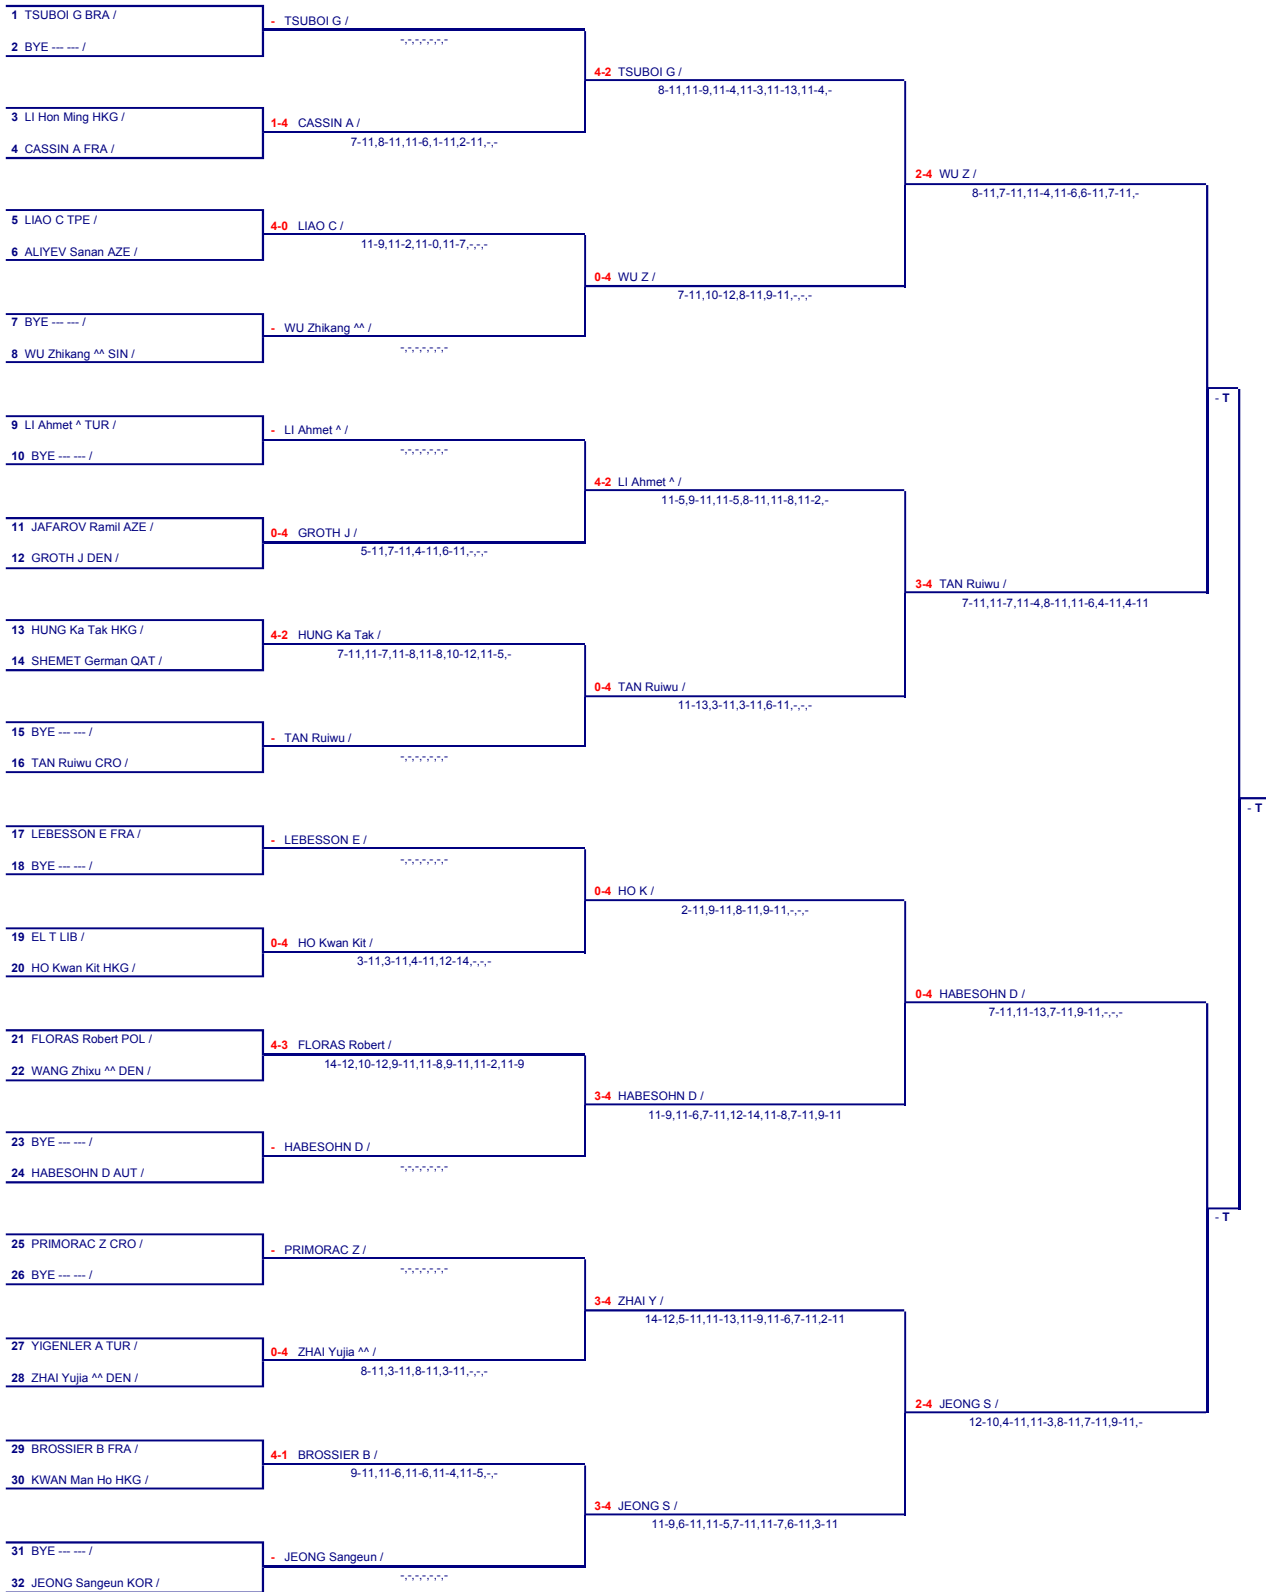 1 TSUBOI G BRA /
- TSUBOI G /
-,-,-,-,-,-,-
2 BYE --- --- /
4-2 TSUBOI G /
8-11,11-9,11-4,11-3,11-13,11-4,-
3 LI Hon Ming HKG /
1-4 CASSIN A /
7-11,8-11,11-6,1-11,2-11,-,-
4 CASSIN A FRA /
2-4 WU Z /
8-11,7-11,11-4,11-6,6-11,7-11,-
5 LIAO C TPE /
4-0 LIAO C /
11-9,11-2,11-0,11-7,-,-,-
6 ALIYEV Sanan AZE /
0-4 WU Z /
7-11,10-12,8-11,9-11,-,-,-
7 BYE --- --- /
- WU Zhikang ^^ /
-,-,-,-,-,-,-
8 WU Zhikang ^^ SIN /
- T
9 LI Ahmet ^ TUR /
- LI Ahmet ^ /
-,-,-,-,-,-,-
10 BYE --- --- /
4-2 LI Ahmet ^ /
11-5,9-11,11-5,8-11,11-8,11-2,-
11 JAFAROV Ramil AZE /
0-4 GROTH J /
5-11,7-11,4-11,6-11,-,-,-
12 GROTH J DEN /
3-4 TAN Ruiwu /
7-11,11-7,11-4,8-11,11-6,4-11,4-11
13 HUNG Ka Tak HKG /
4-2 HUNG Ka Tak /
7-11,11-7,11-8,11-8,10-12,11-5,-
14 SHEMET German QAT /
0-4 TAN Ruiwu /
11-13,3-11,3-11,6-11,-,-,-
15 BYE --- --- /
- TAN Ruiwu /
-,-,-,-,-,-,-
16 TAN Ruiwu CRO /
- T
17 LEBESSON E FRA /
- LEBESSON E /
-,-,-,-,-,-,-
18 BYE --- --- /
0-4 HO K /
2-11,9-11,8-11,9-11,-,-,-
19 EL T LIB /
0-4 HO Kwan Kit /
3-11,3-11,4-11,12-14,-,-,-
20 HO Kwan Kit HKG /
0-4 HABESOHN D /
7-11,11-13,7-11,9-11,-,-,-
21 FLORAS Robert POL /
4-3 FLORAS Robert /
14-12,10-12,9-11,11-8,9-11,11-2,11-9
22 WANG Zhixu ^^ DEN /
3-4 HABESOHN D /
11-9,11-6,7-11,12-14,11-8,7-11,9-11
23 BYE --- --- /
- HABESOHN D /
-,-,-,-,-,-,-
24 HABESOHN D AUT /
- T
25 PRIMORAC Z CRO /
- PRIMORAC Z /
-,-,-,-,-,-,-
26 BYE --- --- /
3-4 ZHAI Y /
14-12,5-11,11-13,11-9,11-6,7-11,2-11
27 YIGENLER A TUR /
0-4 ZHAI Yujia ^^ /
8-11,3-11,8-11,3-11,-,-,-
28 ZHAI Yujia ^^ DEN /
2-4 JEONG S /
12-10,4-11,11-3,8-11,7-11,9-11,-
29 BROSSIER B FRA /
4-1 BROSSIER B /
9-11,11-6,11-6,11-4,11-5,-,-
30 KWAN Man Ho HKG /
3-4 JEONG S /
11-9,6-11,11-5,7-11,11-7,6-11,3-11
31 BYE --- --- /
- JEONG Sangeun /
-,-,-,-,-,-,-
32 JEONG Sangeun KOR /